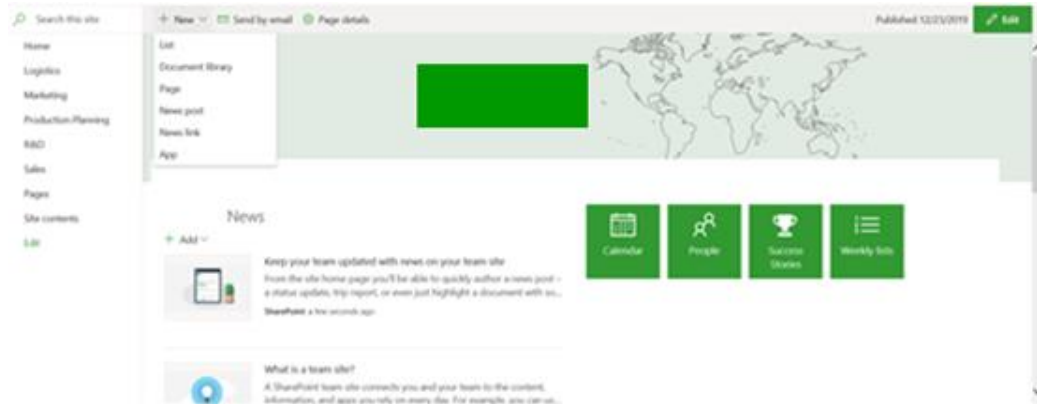 Search this site
+ New
Send by email
Page details
Published 12/23/2019
Edit
Home
Logistics
Marketing
Production Planning
R&D
Sales
Pages
Site contents
Edit
List
Document library
Page
News post
News link
App
News
+ Add
Keep your team updated with news on your team site
From the site home page you'll be able to quickly author a news post –
a status update, trip report, or even just highlight a document with so...
SharePoint a few seconds ago
What is a team site?
A SharePoint team site connects you and your team to the content,
information, and apps you rely on every day. For example, you can us...
Calendar
People
Success
Stories
Weekly lists